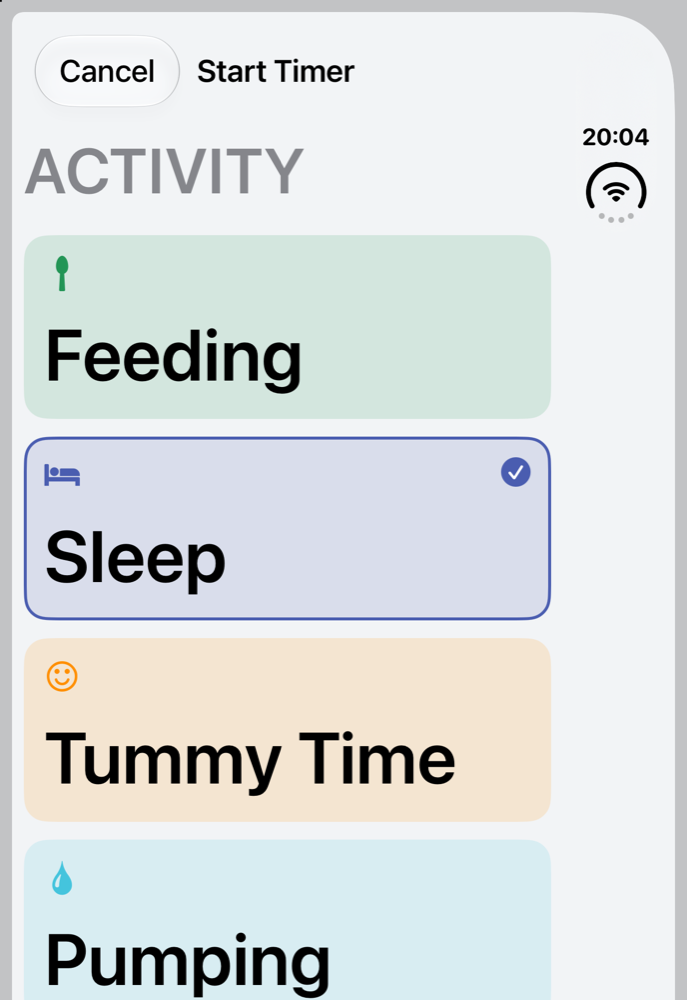 Cancel Start Timer
20:04
ACTIVITY
Feeding
Sleep
Tummy Time
Pumping